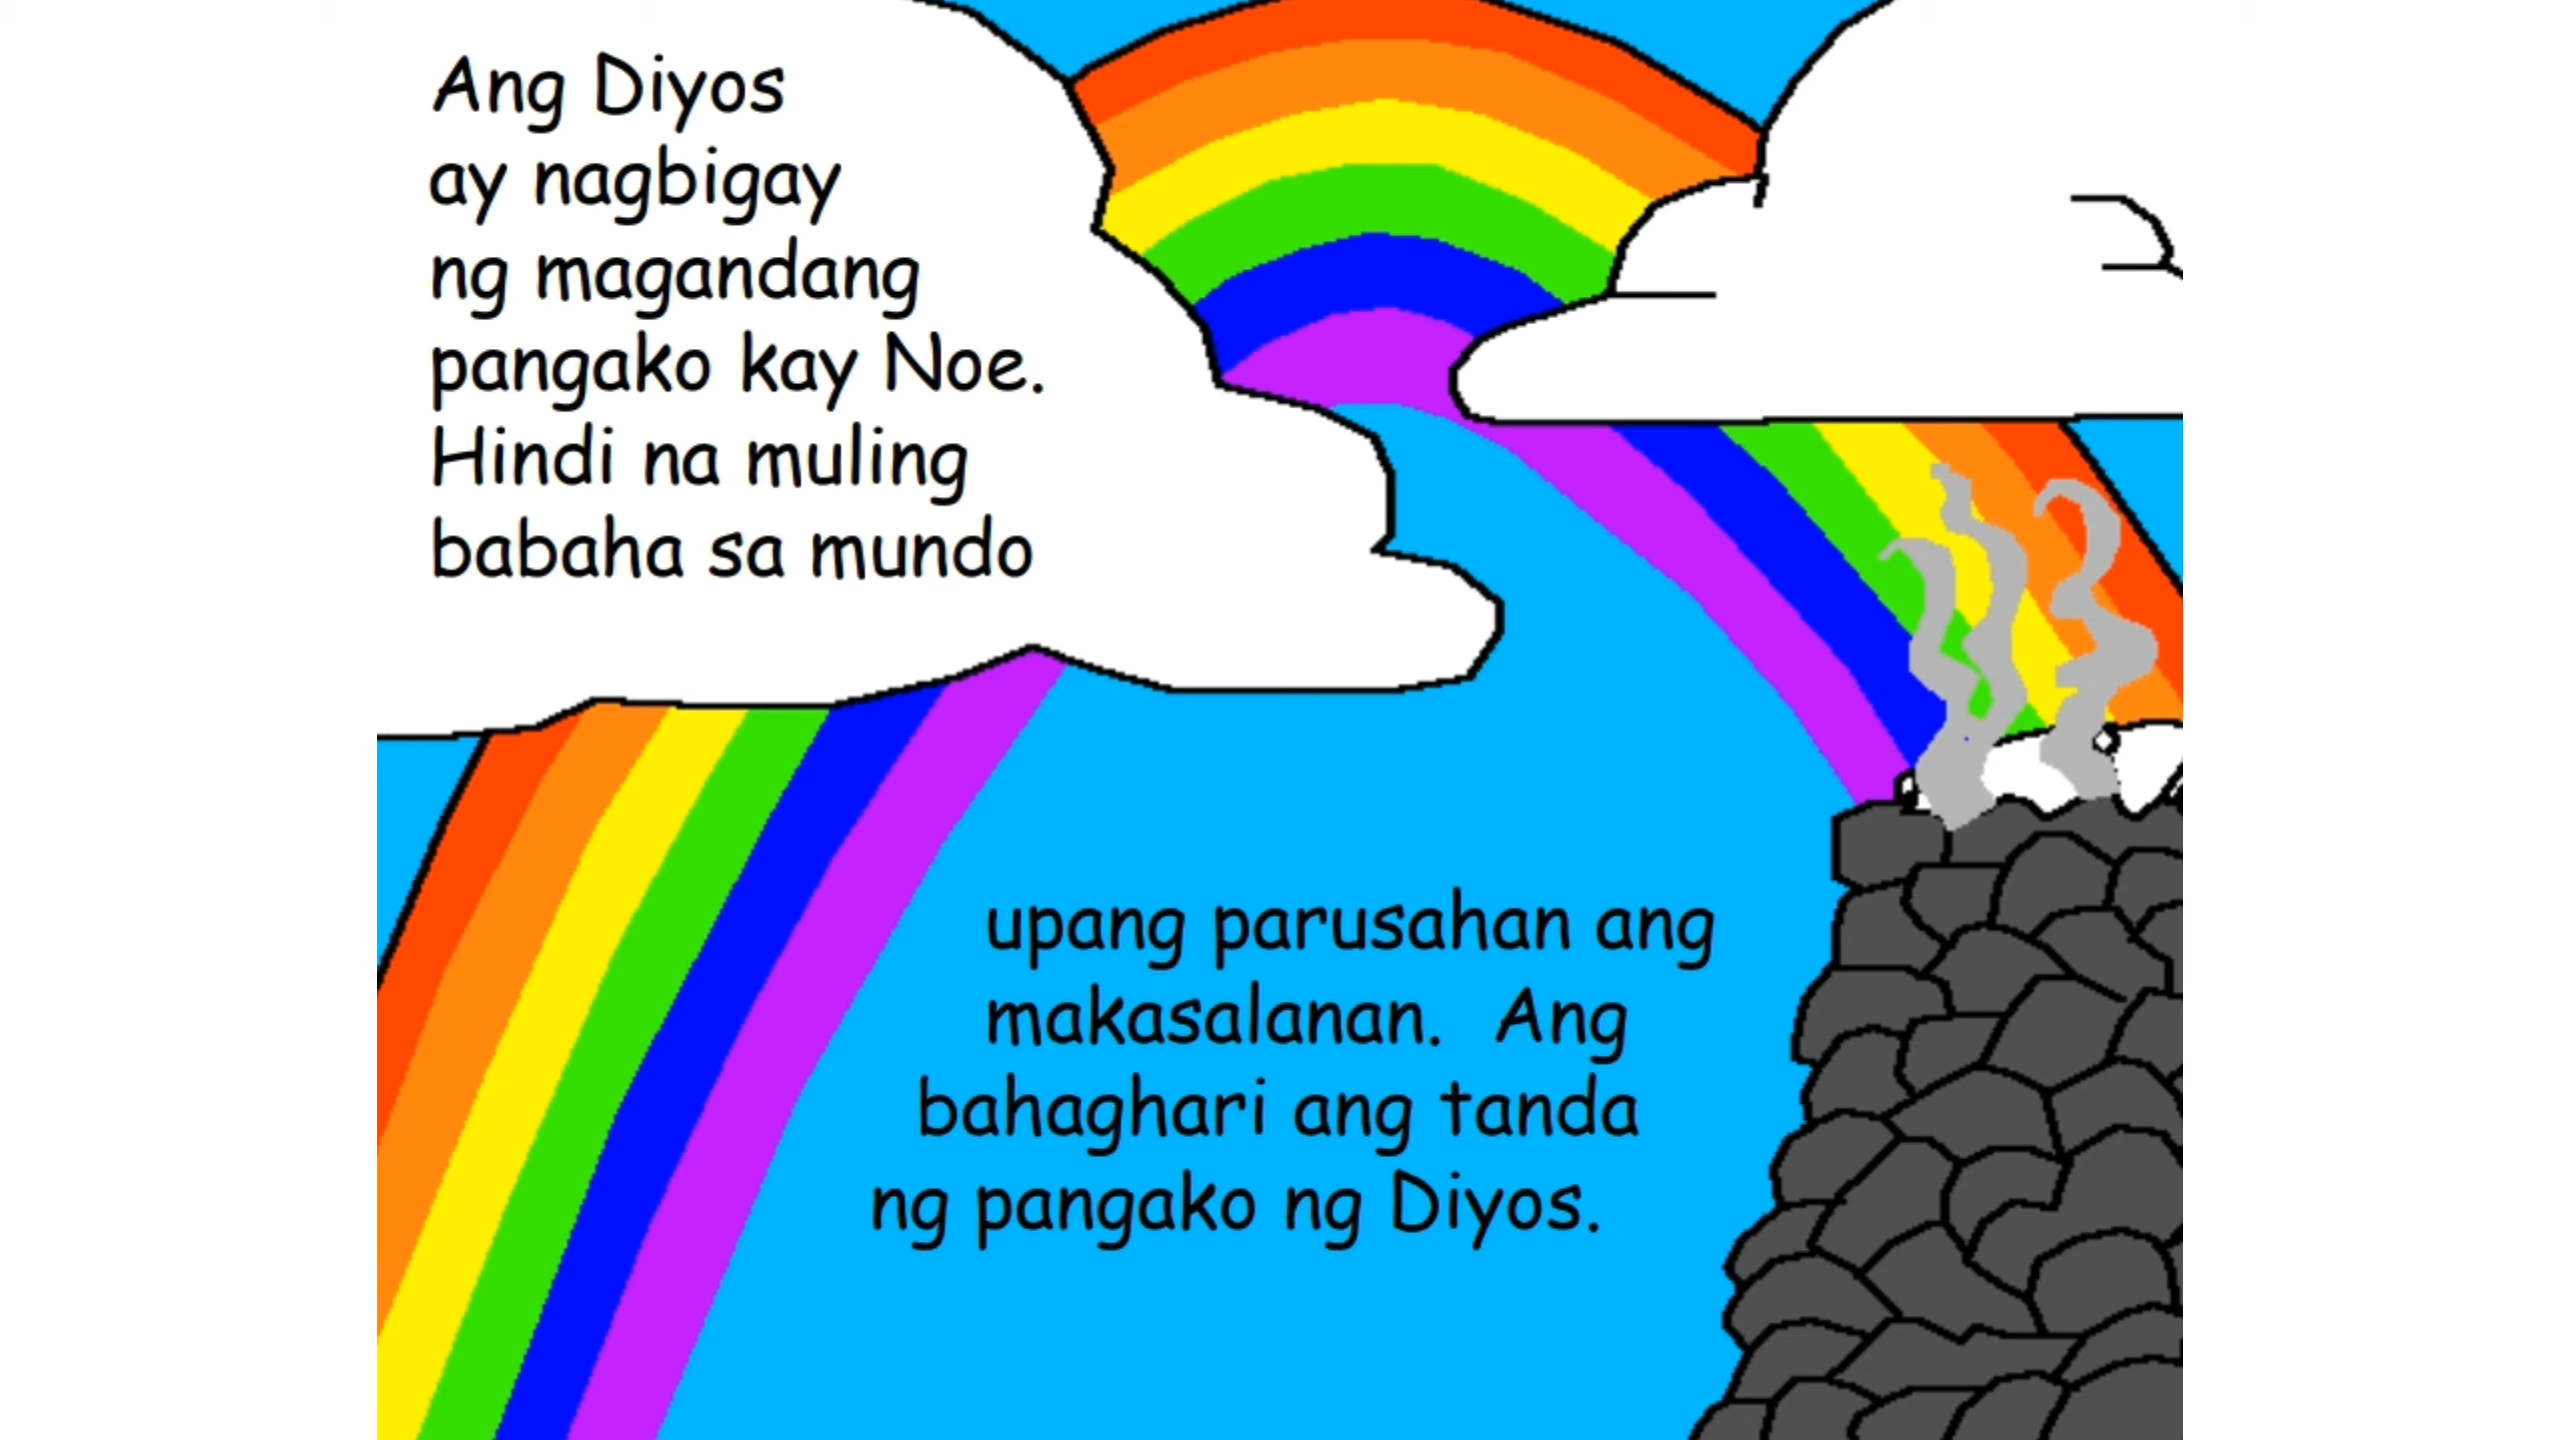 Ang Diyos
ay nagbigay
ng magandang
pangako kay Noe.
Hindi na muling
babaha sa mundo
upang parusahan ang
makasalanan.  Ang
bahaghari ang tanda
ng pangako ng Diyos.